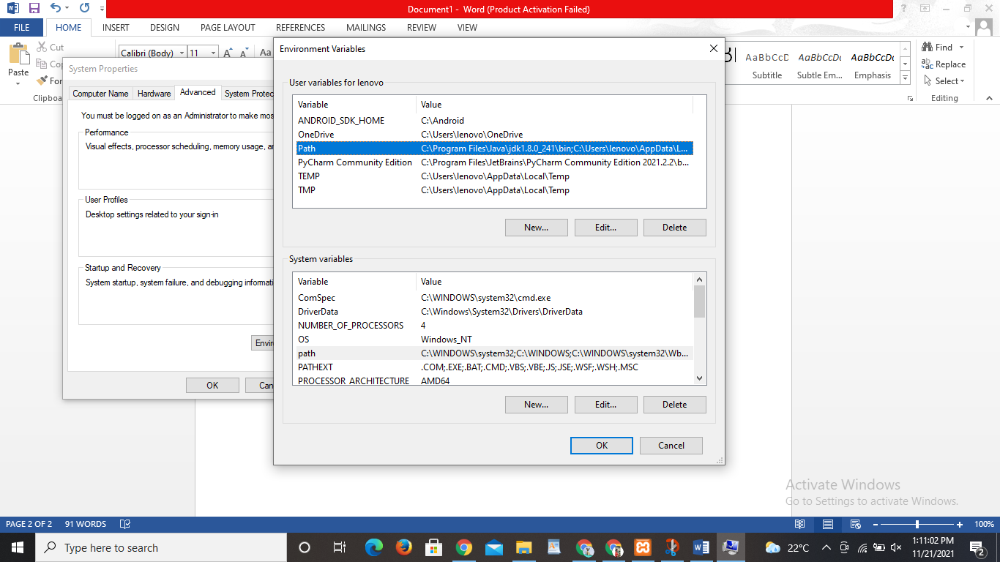 Document1 - Word (Product Activation Failed)
FILE HOME INSERT DESIGN PAGE LAYOUT REFERENCES MAILINGS REVIEW VIEW
Paste
Cut
Clipboa
Calibri (Body) 11 Aa
AaBbCcD AaBbCcDc AaBbCcDc
Subtitle Subtle Em... Emphasis
Find
Replace
Select
Editing
System Properties
Computer Name Hardware Advanced System Protec
You must be logged on as an Administrator to make mos
Performance
Visual effects, processor scheduling, memory usage, an
User Profiles
Desktop settings related to your sign-in
Startup and Recovery
System startup, system failure, and debugging informati
Envir
OK Can
Environment Variables
User variables for lenovo
Variable Value
ANDROID_SDK_HOME C:\Android
OneDrive C:\Users\lenovo\OneDrive
Path C:\Program Files\Java\jdk1.8.0_241\bin;C:\Users\lenovo\AppData\L...
PyCharm Community Edition C:\Program Files\JetBrains\PyCharm Community Edition 2021.2.2\b...
TEMP C:\Users\lenovo\AppData\Local\Temp
TMP C:\Users\lenovo\AppData\Local\Temp
New... Edit... Delete
System variables
Variable Value
ComSpec C:\WINDOWS\system32\cmd.exe
DriverData C:\Windows\System32\Drivers\DriverData
NUMBER_OF_PROCESSORS 4
OS Windows_NT
path C:\WINDOWS\system32;C:\WINDOWS;C:\WINDOWS\system32\Wb...
PATHEXT .COM;.EXE;.BAT;.CMD;.VBS;.VBE;.JS;.JSE;.WSF;.WSH;.MSC
PROCESSOR_ARCHITECTURE AMD64
New... Edit... Delete
OK Cancel
Activate Windows
Go to Settings to activate Windows.
PAGE 2 OF 2 91 WORDS 100%
Type here to search
22°C
1:11:02 PM
11/21/2021
2